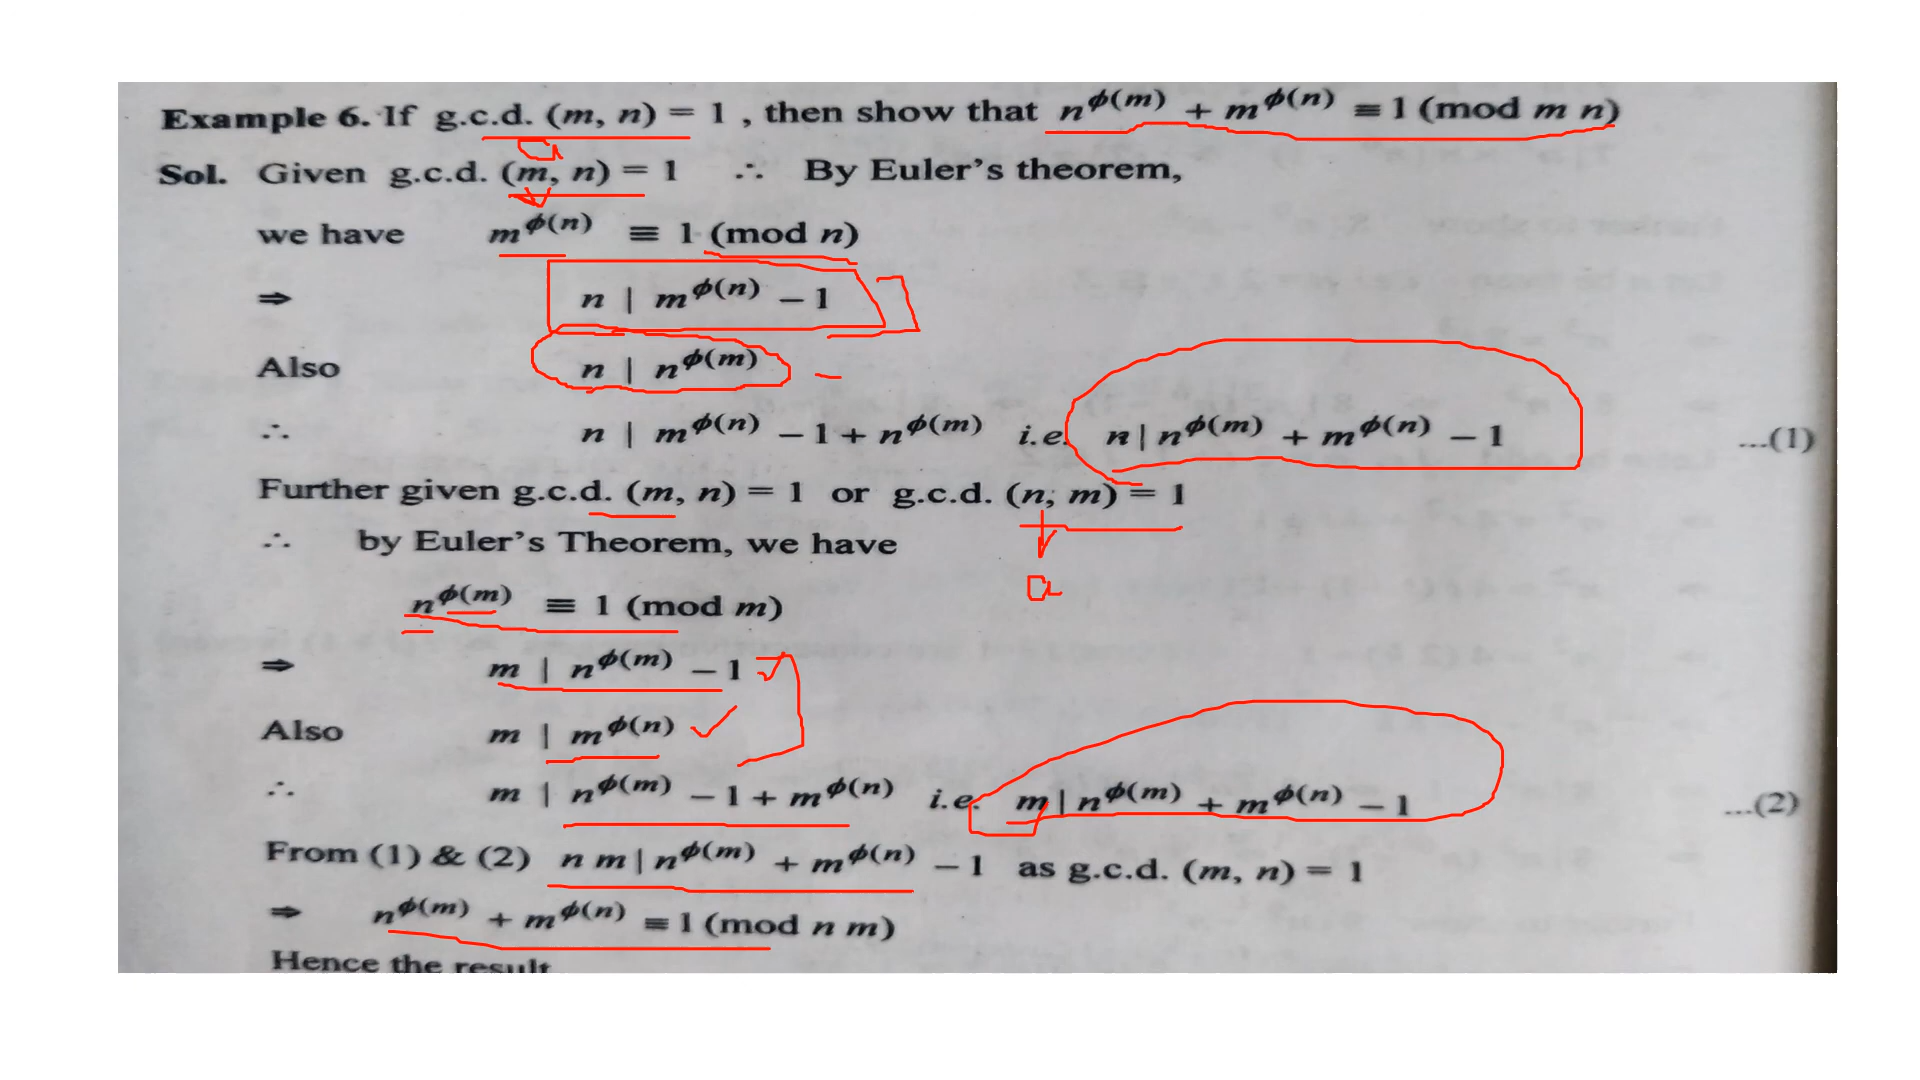 Example 6. If g.c.d. (m, n) = 1 , then show that n^ϕ(m) + m^ϕ(n) ≡ 1 (mod m n)
a
Sol. Given g.c.d. (m, n) = 1 ∴ By Euler's theorem,
we have m^ϕ(n) ≡ 1 (mod n)
⇒ n | m^ϕ(n) – 1
Also n | n^ϕ(m)
∴ n | m^ϕ(n) – 1 + n^ϕ(m) i.e. n | n^ϕ(m) + m^ϕ(n) – 1 ...(1)
Further given g.c.d. (m, n) = 1 or g.c.d. (n, m) = 1
∴ by Euler's Theorem, we have
a
n^ϕ(m) ≡ 1 (mod m)
⇒ m | n^ϕ(m) – 1
Also m | m^ϕ(n)
∴ m | n^ϕ(m) – 1 + m^ϕ(n) i.e. m | n^ϕ(m) + m^ϕ(n) – 1 ...(2)
From (1) & (2) n m | n^ϕ(m) + m^ϕ(n) – 1 as g.c.d. (m, n) = 1
⇒ n^ϕ(m) + m^ϕ(n) ≡ 1 (mod n m)
Hence the result